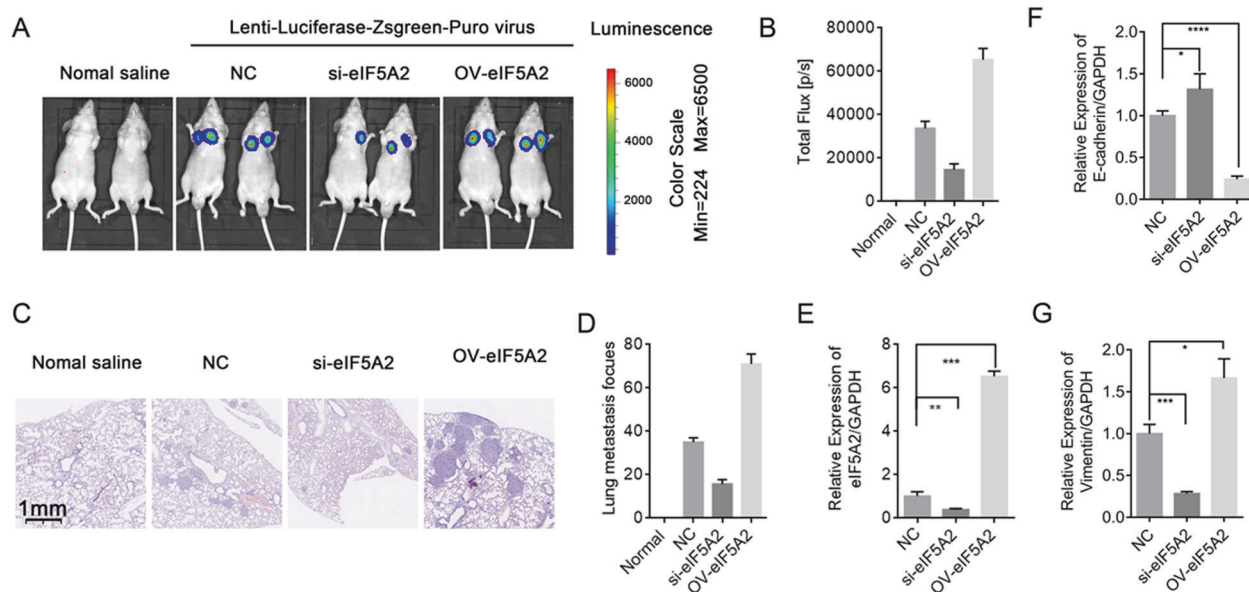 A
Lenti-Luciferase-Zsgreen-Puro virus
Nomal saline
NC
si-eIF5A2
OV-eIF5A2
Luminescence
6000
4000
2000
Color Scale
Min=224 Max=6500
B
Total Flux [p/s]
80000
60000
40000
20000
0
Normal
NC
si-eIF5A2
OV-eIF5A2
C
Nomal saline
NC
si-eIF5A2
OV-eIF5A2
1mm
D
Lung metastasis focues
80
60
40
20
0
Normal
NC
si-eIF5A2
OV-eIF5A2
E
Relative Expression of
eIF5A2/GAPDH
8
6
4
2
0
**
***
NC
si-eIF5A2
OV-eIF5A2
F
Relative Expression of
E-cadherin/GAPDH
2.0
1.5
1.0
0.5
0.0
*
****
NC
si-eIF5A2
OV-eIF5A2
G
Relative Expression of
Vimentin/GAPDH
2.0
1.5
1.0
0.5
0.0
***
*
NC
si-eIF5A2
OV-eIF5A2